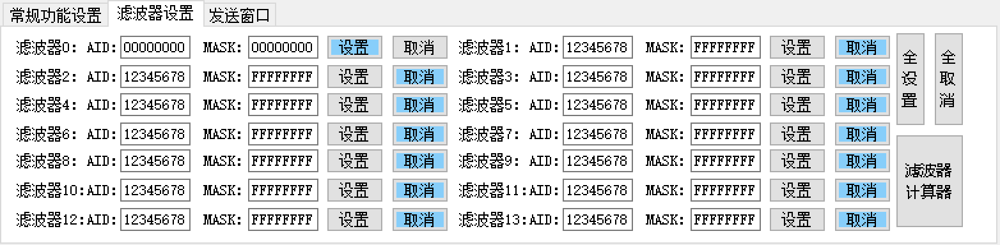 常规功能设置 滤波器设置 发送窗口
滤波器0: AID: 00000000 MASK: 00000000 设置 取消 滤波器1: AID: 12345678 MASK: FFFFFFFF 设置 取消
滤波器2: AID: 12345678 MASK: FFFFFFFF 设置 取消 滤波器3: AID: 12345678 MASK: FFFFFFFF 设置 取消
滤波器4: AID: 12345678 MASK: FFFFFFFF 设置 取消 滤波器5: AID: 12345678 MASK: FFFFFFFF 设置 取消
滤波器6: AID: 12345678 MASK: FFFFFFFF 设置 取消 滤波器7: AID: 12345678 MASK: FFFFFFFF 设置 取消
滤波器8: AID: 12345678 MASK: FFFFFFFF 设置 取消 滤波器9: AID: 12345678 MASK: FFFFFFFF 设置 取消
滤波器10:AID: 12345678 MASK: FFFFFFFF 设置 取消 滤波器11:AID: 12345678 MASK: FFFFFFFF 设置 取消
滤波器12:AID: 12345678 MASK: FFFFFFFF 设置 取消 滤波器13:AID: 12345678 MASK: FFFFFFFF 设置 取消
全设置
全取消
滤波器
计算器